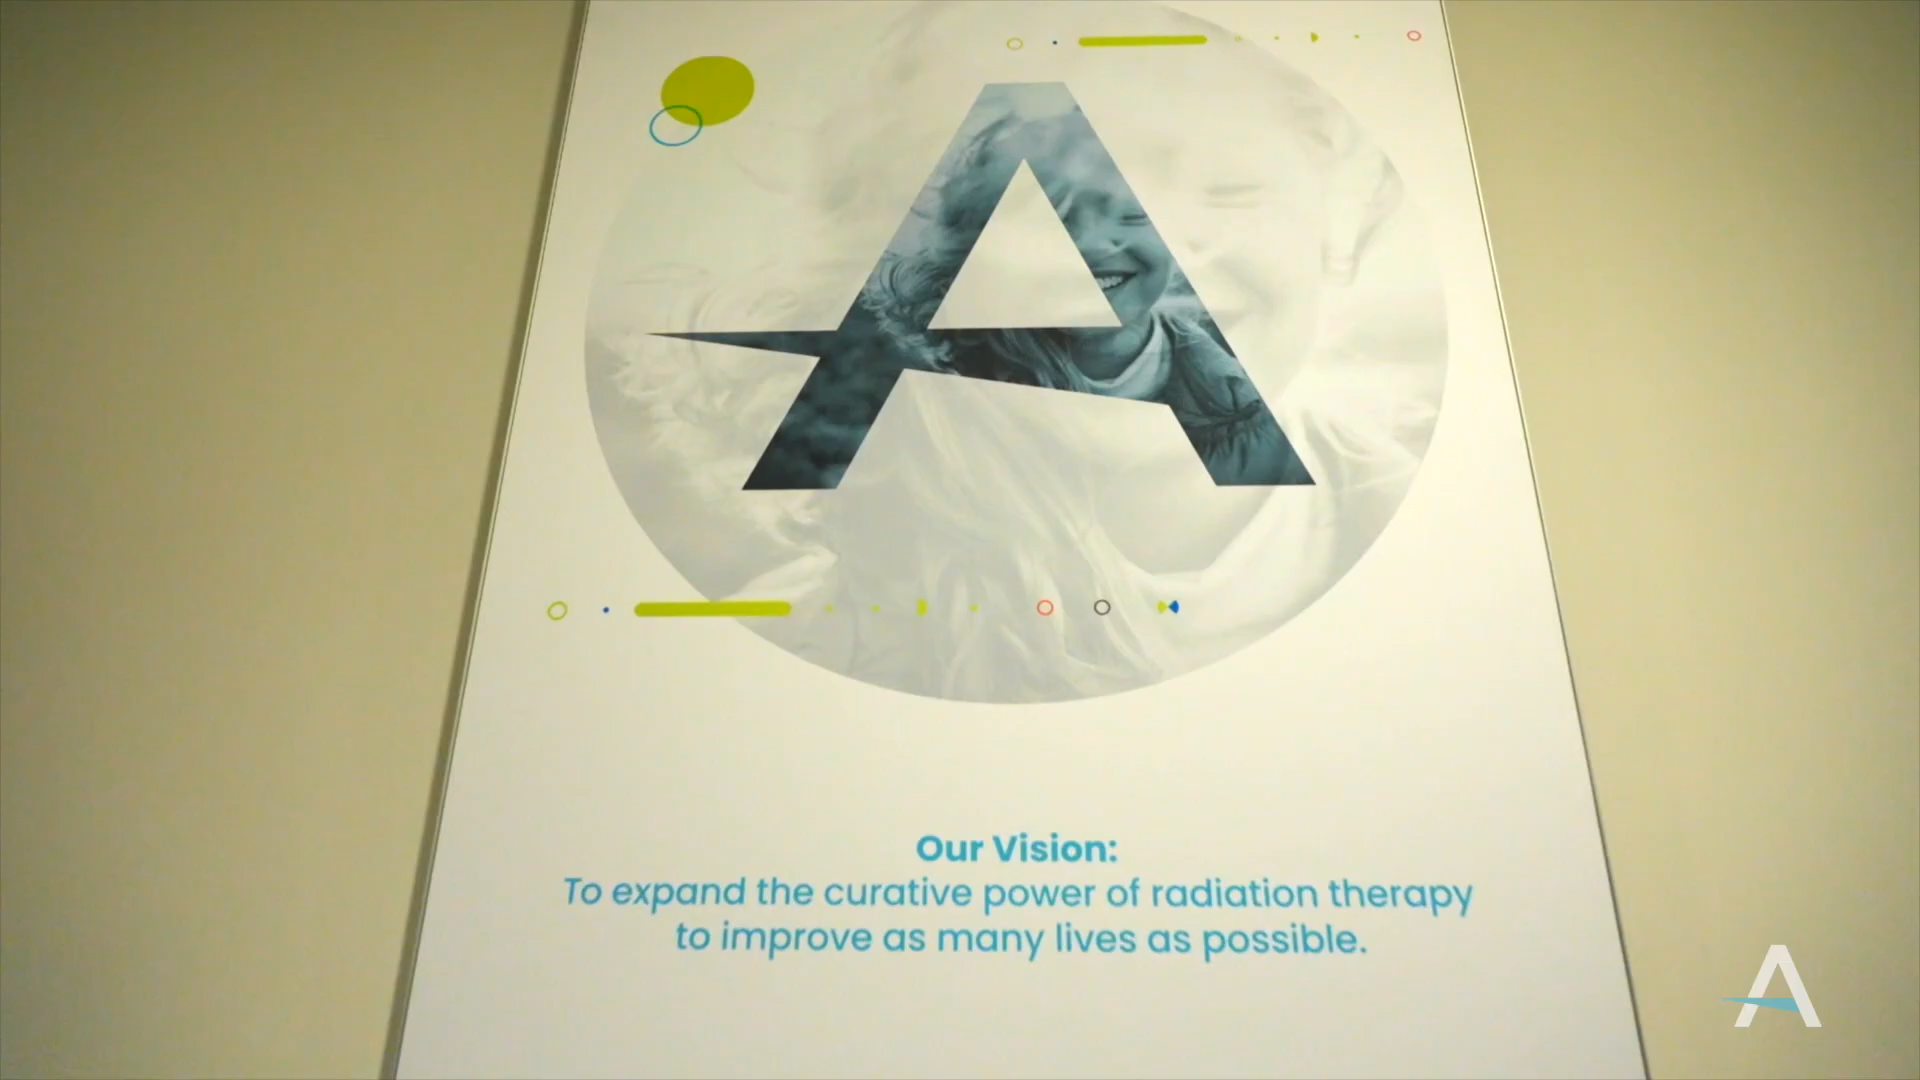 A
Our Vision:
To expand the curative power of radiation therapy
to improve as many lives as possible.
A